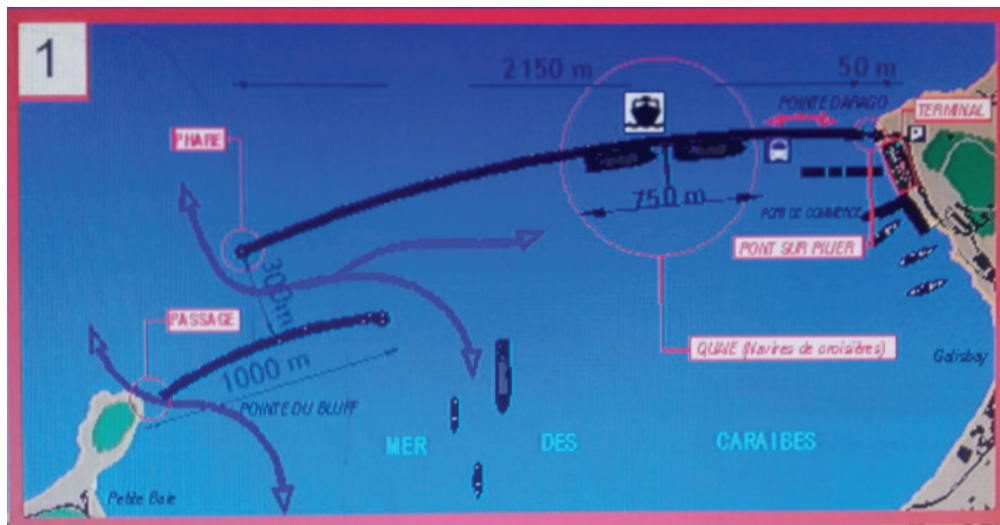 1
2150 m
50 m
POINTE DARAGO
TERMINAL
P
PHARE
750 m
PORT DE COMMERCE
PONT SUR PILIER
300m
PASSAGE
QUAIE (Navires de croisières)
Galisbay
1000 m
POINTE DU BLUFF
MER DES CARAIBES
Petite Baie